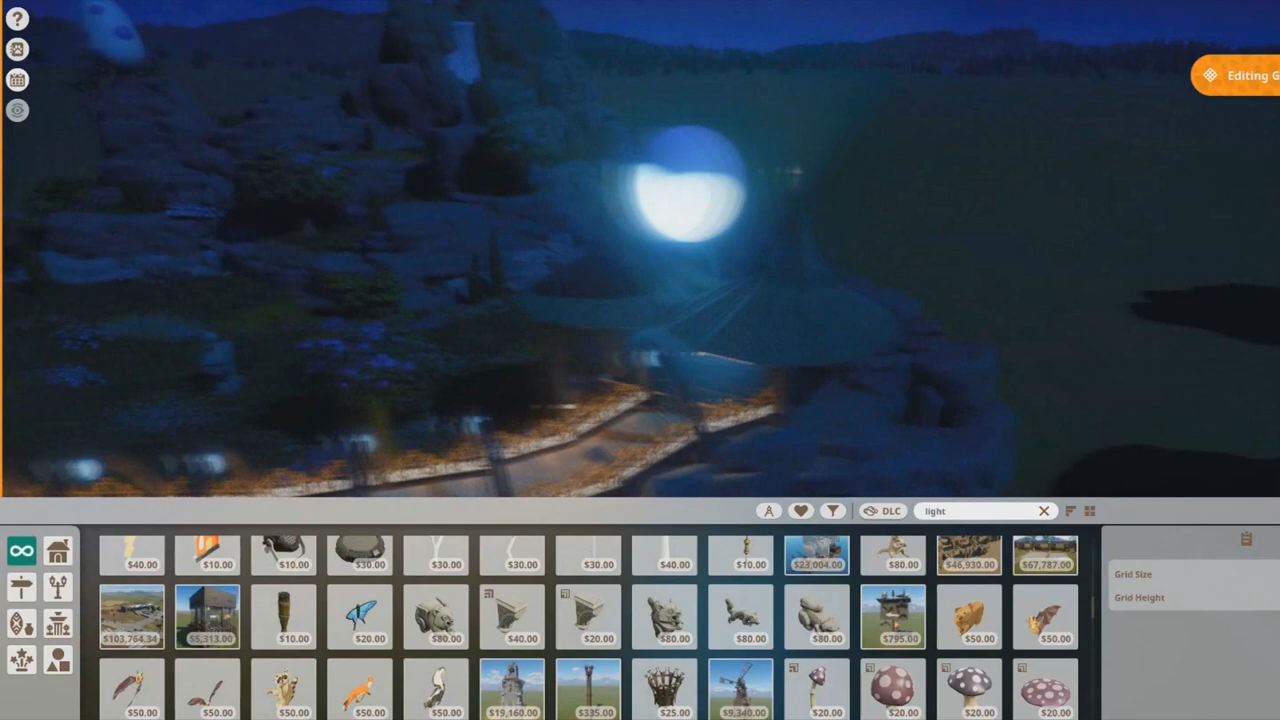 ?
Editing G
DLC
light
$40.00 $10.00 $10.00 $30.00 $30.00 $30.00 $30.00 $40.00 $10.00 $23,004.00 $80.00 $46,930.00 $67,787.00
Grid Size
Grid Height
$103,764.34 $5,313.00 $10.00 $20.00 $80.00 $40.00 $20.00 $80.00 $80.00 $80.00 $795.00 $50.00 $50.00
$50.00 $50.00 $50.00 $50.00 $50.00 $19,160.00 $335.00 $25.00 $9,340.00 $20.00 $20.00 $20.00 $20.00